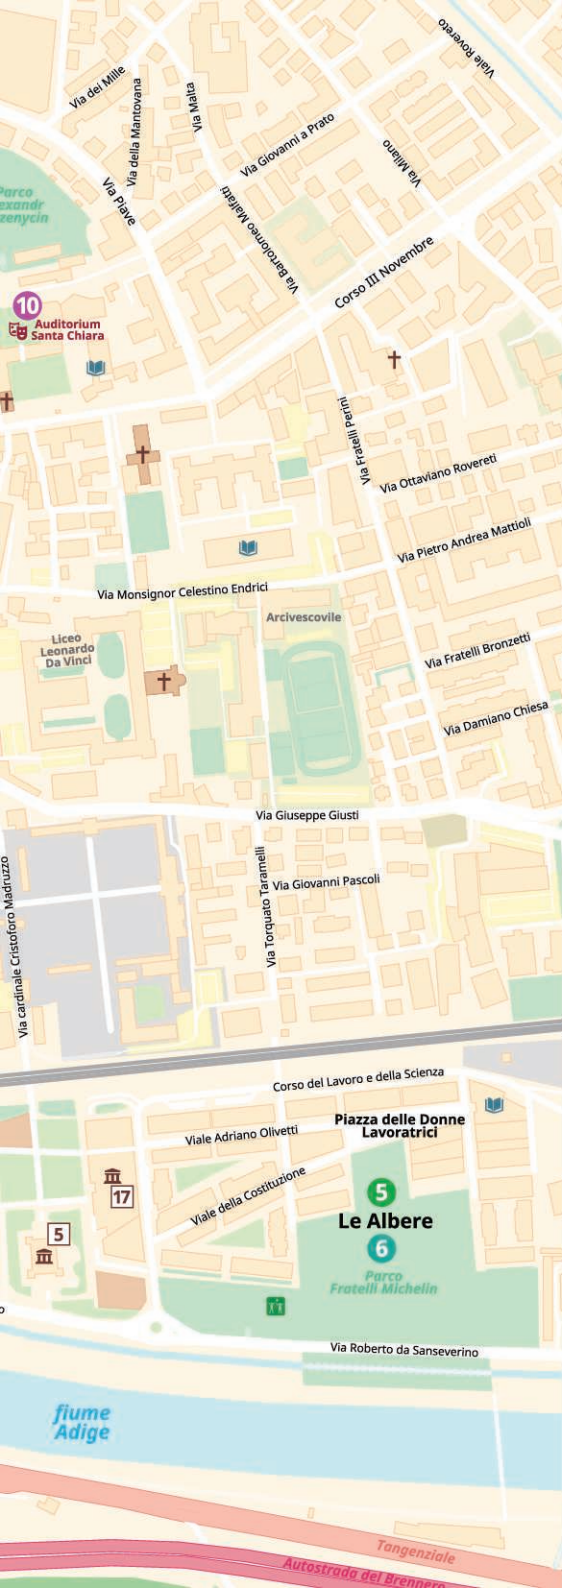 Viale Rovereto
Via dei Mille
Via della Mantovana
Via Malta
Via Giovanni a Prato
Via Milano
Parco
exandr
zenycin
Via Piave
Via Bartolomeo Malfatti
Corso III Novembre
10
Auditorium
Santa Chiara
Via Fratelli Perini
Via Ottaviano Rovereti
Via Pietro Andrea Mattioli
Via Monsignor Celestino Endrici
Arcivescovile
Liceo
Leonardo
Da Vinci
Via Fratelli Bronzetti
Via Damiano Chiesa
Via Giuseppe Giusti
Via Giovanni Pascoli
Via Torquato Taramelli
Via cardinale Cristoforo Madruzzo
Corso del Lavoro e della Scienza
Piazza delle Donne
Lavoratrici
Viale Adriano Olivetti
17
Viale della Costituzione
5
Le Albere
5
6
Parco
Fratelli Michelin
o
Via Roberto da Sanseverino
fiume
Adige
Tangenziale
Autostrada del Brennero